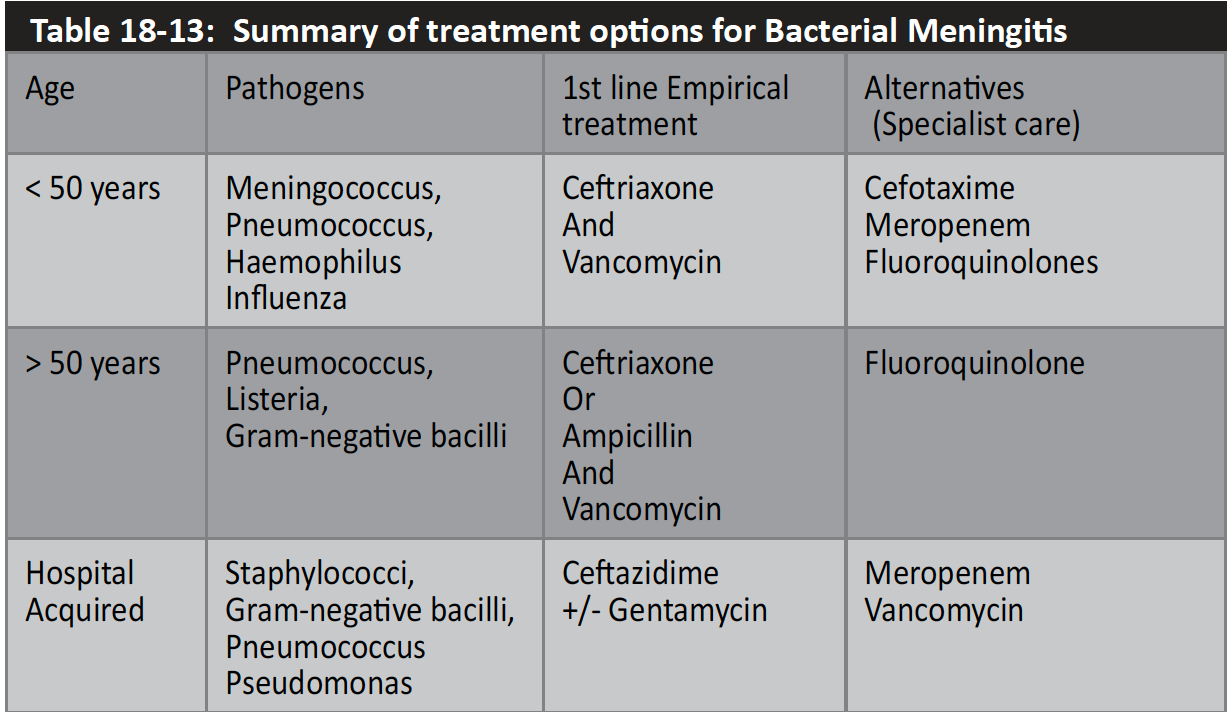 Table 18-13: Summary of treatment options for Bacterial Meningitis
Age
Pathogens
1st line Empirical
treatment
Alternatives
(Specialist care)
< 50 years
Meningococcus,
Pneumococcus,
Haemophilus
Influenza
Ceftriaxone
And
Vancomycin
Cefotaxime
Meropenem
Fluoroquinolones
> 50 years
Pneumococcus,
Listeria,
Gram-negative bacilli
Ceftriaxone
Or
Ampicillin
And
Vancomycin
Fluoroquinolone
Hospital
Acquired
Staphylococci,
Gram-negative bacilli,
Pneumococcus
Pseudomonas
Ceftazidime
+/- Gentamycin
Meropenem
Vancomycin